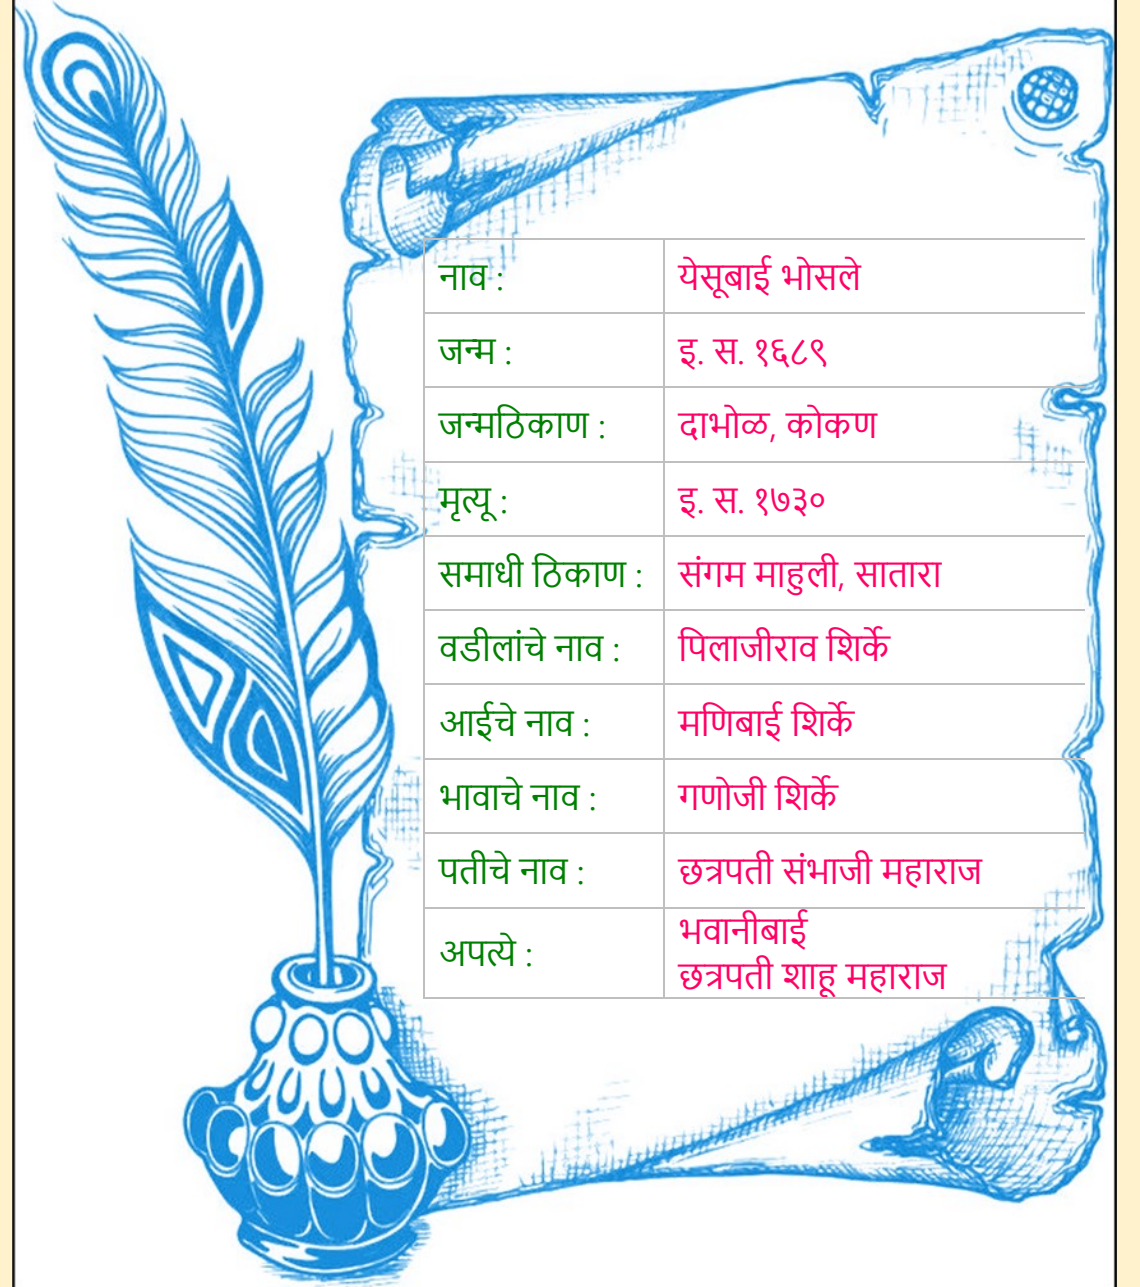 नाव : येसूबाई भोसले
जन्म : इ. स. १६८९
जन्मठिकाण : दाभोळ, कोकण
मृत्यू : इ. स. १७३०
समाधी ठिकाण : संगम माहुली, सातारा
वडीलांचे नाव : पिलाजीराव शिर्के
आईचे नाव : मणिबाई शिर्के
भावाचे नाव : गणोजी शिर्के
पतीचे नाव : छत्रपती संभाजी महाराज
अपत्ये : भवानीबाई
छत्रपती शाहू महाराज